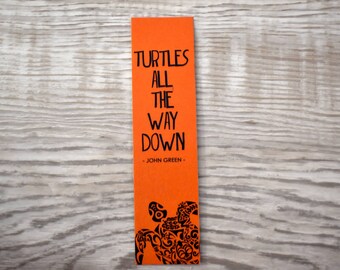 TURTLES
ALL
THE
WAY
DOWN
- JOHN GREEN -